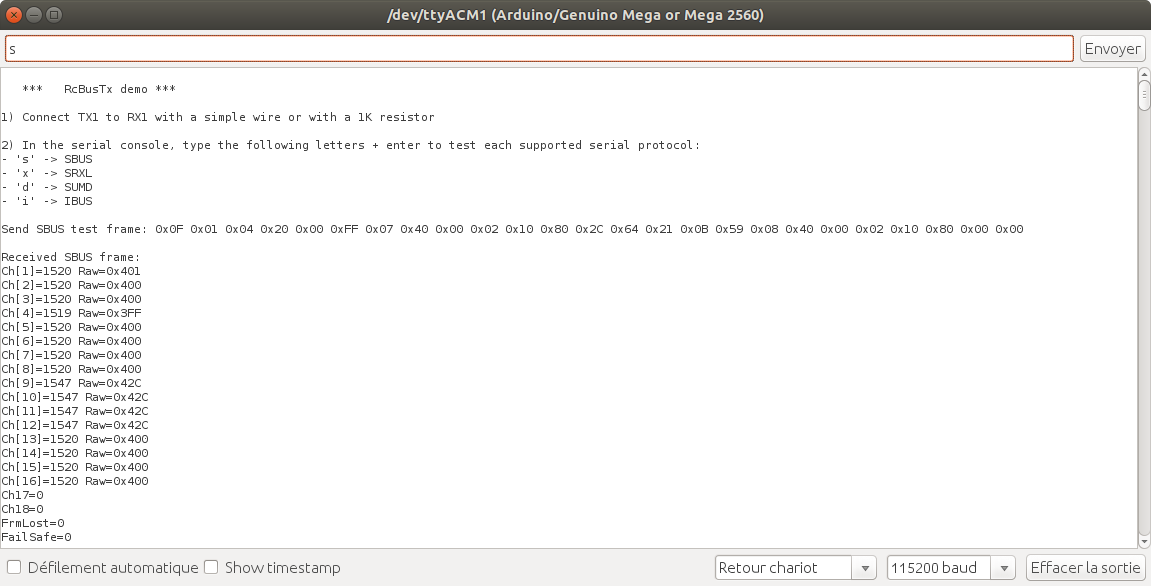 /dev/ttyACM1 (Arduino/Genuino Mega or Mega 2560)
s
Envoyer
*** RcBusTx demo ***
1) Connect TX1 to RX1 with a simple wire or with a 1K resistor
2) In the serial console, type the following letters + enter to test each supported serial protocol:
- 's' -> SBUS
- 'x' -> SRXL
- 'd' -> SUMD
- 'i' -> IBUS
Send SBUS test frame: 0x0F 0x01 0x04 0x20 0x00 0xFF 0x07 0x40 0x00 0x02 0x10 0x80 0x2C 0x64 0x21 0x0B 0x59 0x08 0x40 0x00 0x02 0x10 0x80 0x00 0x00
Received SBUS frame:
Ch[1]=1520 Raw=0x401
Ch[2]=1520 Raw=0x400
Ch[3]=1520 Raw=0x400
Ch[4]=1519 Raw=0x3FF
Ch[5]=1520 Raw=0x400
Ch[6]=1520 Raw=0x400
Ch[7]=1520 Raw=0x400
Ch[8]=1520 Raw=0x400
Ch[9]=1547 Raw=0x42C
Ch[10]=1547 Raw=0x42C
Ch[11]=1547 Raw=0x42C
Ch[12]=1547 Raw=0x42C
Ch[13]=1520 Raw=0x400
Ch[14]=1520 Raw=0x400
Ch[15]=1520 Raw=0x400
Ch[16]=1520 Raw=0x400
Ch17=0
Ch18=0
FrmLost=0
FailSafe=0
Défilement automatique
Show timestamp
Retour chariot
115200 baud
Effacer la sortie